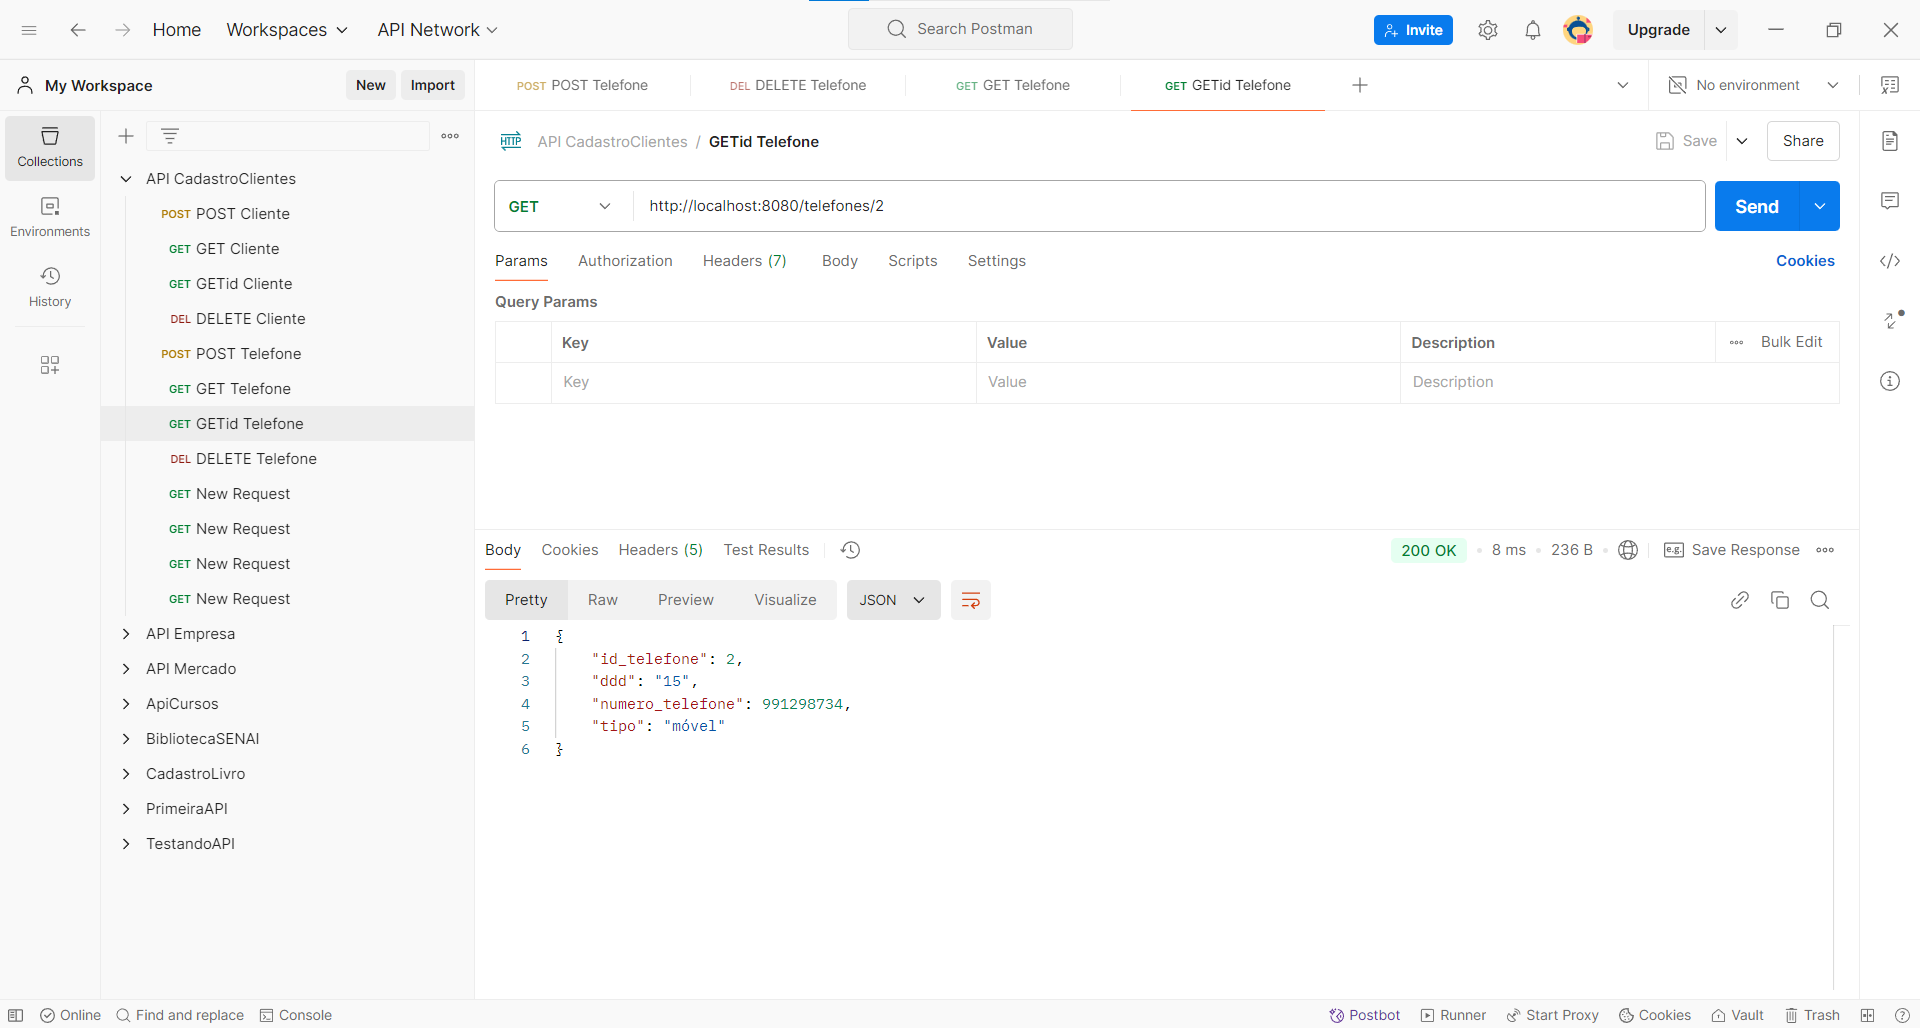 Home Workspaces API Network Search Postman Invite Upgrade
My Workspace New Import POST POST Telefone DEL DELETE Telefone GET GET Telefone GET GETid Telefone No environment
Collections
Environments
History
API CadastroClientes
POST POST Cliente
GET GET Cliente
GET GETid Cliente
DEL DELETE Cliente
POST POST Telefone
GET GET Telefone
GET GETid Telefone
DEL DELETE Telefone
GET New Request
GET New Request
GET New Request
GET New Request
API Empresa
API Mercado
ApiCursos
BibliotecaSENAI
CadastroLivro
PrimeiraAPI
TestandoAPI
HTTP API CadastroClientes / GETid Telefone Save Share
GET http://localhost:8080/telefones/2 Send
Params Authorization Headers (7) Body Scripts Settings Cookies
Query Params
Key Value Description Bulk Edit
Key Value Description
Body Cookies Headers (5) Test Results 200 OK 8 ms 236 B e.g. Save Response
Pretty Raw Preview Visualize JSON
1 {
2 "id_telefone": 2,
3 "ddd": "15",
4 "numero_telefone": 991298734,
5 "tipo": "móvel"
6 }
Online Find and replace Console Postbot Runner Start Proxy Cookies Vault Trash